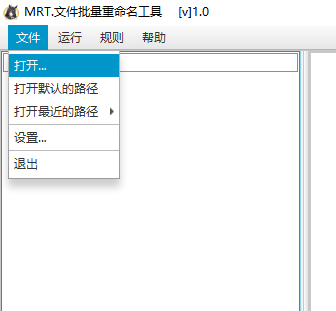 MRT.文件批量重命名工具 [v]1.0
文件 运行 规则 帮助
打开...
打开默认的路径
打开最近的路径
设置...
退出